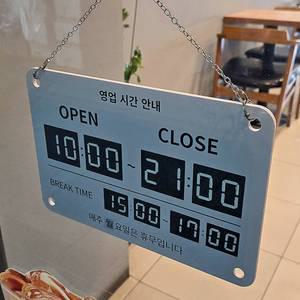 영업 시간 안내
OPEN CLOSE
10:00 ~ 21:00
BREAK TIME 15:00 - 17:00
매주 월요일은 휴무입니다